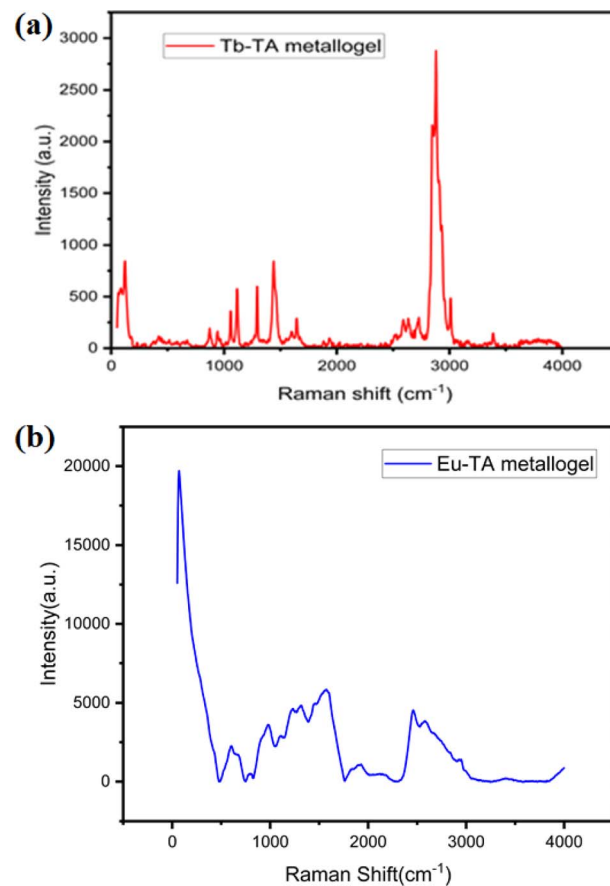 (a)
Tb-TA metallogel
3000
2500
2000
1500
1000
500
0
Intensity (a.u.)
0 1000 2000 3000 4000
Raman shift (cm⁻¹)
(b)
Eu-TA metallogel
20000
15000
10000
5000
0
Intensity(a.u.)
0 1000 2000 3000 4000
Raman Shift(cm⁻¹)